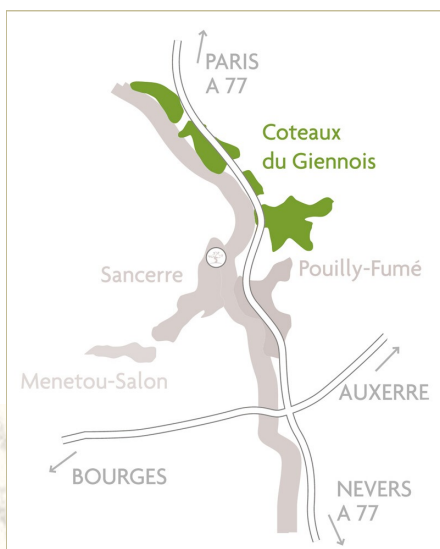 PARIS
A 77
Coteaux
du Giennois
Sancerre
Pouilly-Fumé
Menetou-Salon
AUXERRE
BOURGES
NEVERS
A 77